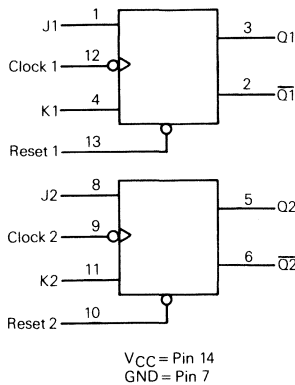 J1 1
3 Q1
Clock 1 12
2 Q1
K1 4
Reset 1 13
J2 8
5 Q2
Clock 2 9
6 Q2
K2 11
Reset 2 10
VCC = Pin 14
GND = Pin 7